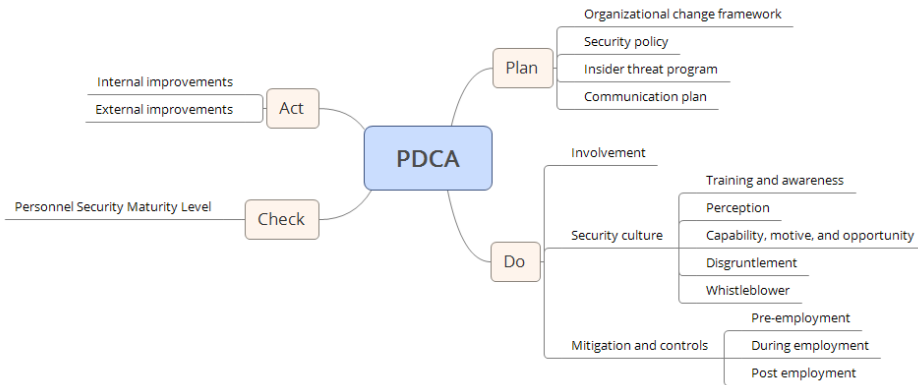 PDCA
Plan
Organizational change framework
Security policy
Insider threat program
Communication plan
Do
Involvement
Security culture
Training and awareness
Perception
Capability, motive, and opportunity
Disgruntlement
Whistleblower
Mitigation and controls
Pre-employment
During employment
Post employment
Check
Personnel Security Maturity Level
Act
Internal improvements
External improvements